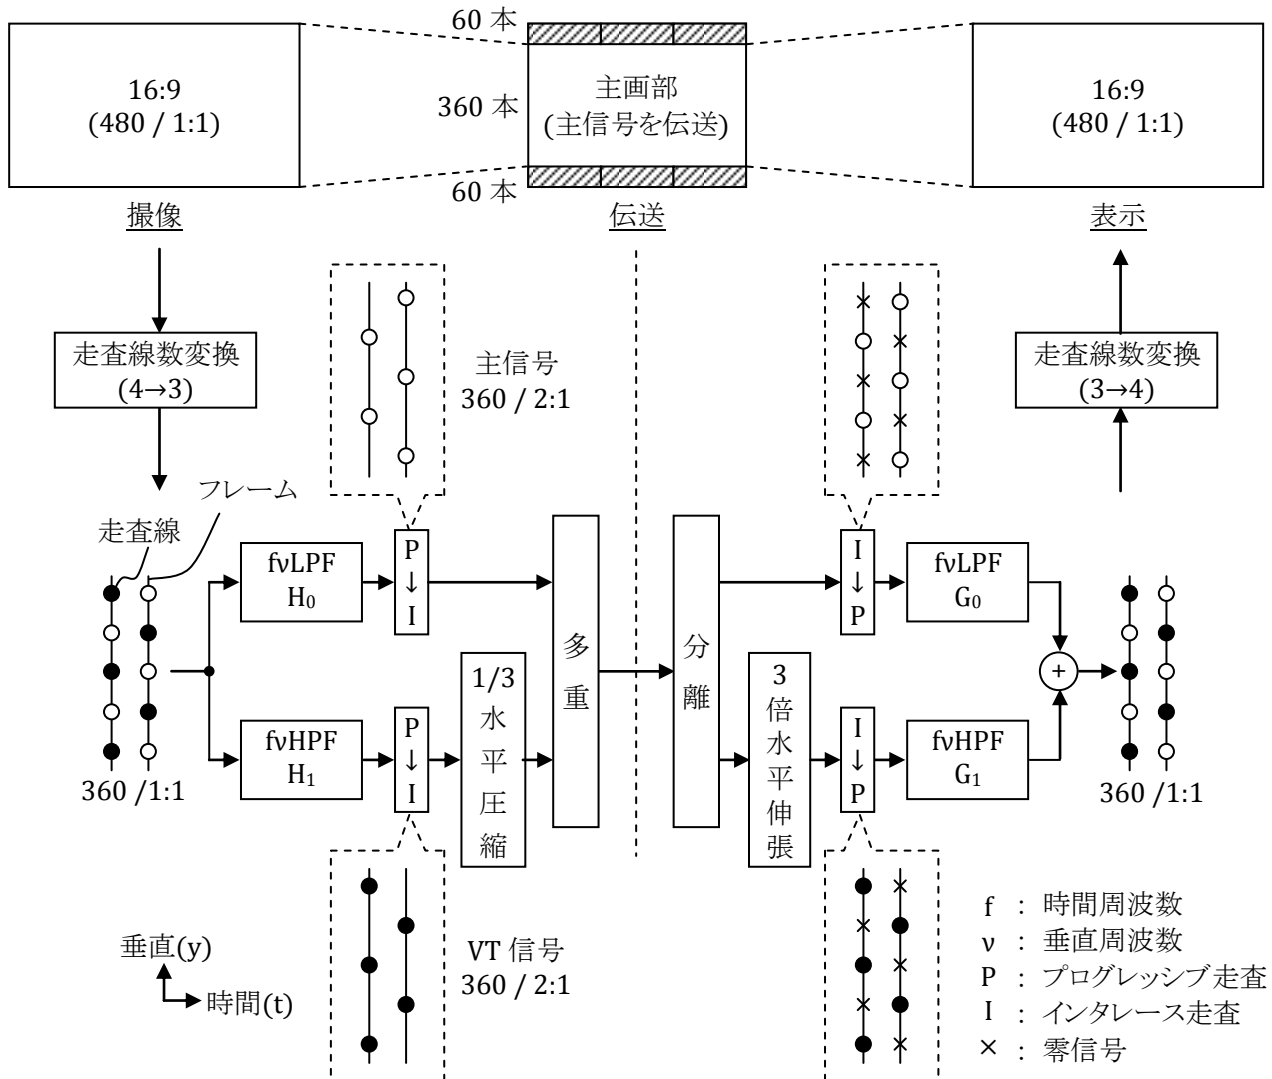 60 本
16:9
(480 / 1:1)
360 本
主画部
(主信号を伝送)
16:9
(480 / 1:1)
60 本
撮像
伝送
表示
走査線数変換
(4→3)
主信号
360 / 2:1
走査線数変換
(3→4)
フレーム
走査線
fνLPF
H0
P
↓
I
多
重
分
離
I
↓
P
fνLPF
G0
+
fνHPF
H1
P
↓
I
1/3
水
平
圧
縮
3
倍
水
平
伸
張
I
↓
P
fνHPF
G1
360 /1:1
360 /1:1
垂直(y)
時間(t)
VT 信号
360 / 2:1
f : 時間周波数
ν : 垂直周波数
P : プログレッシブ走査
I : インタレース走査
× : 零信号